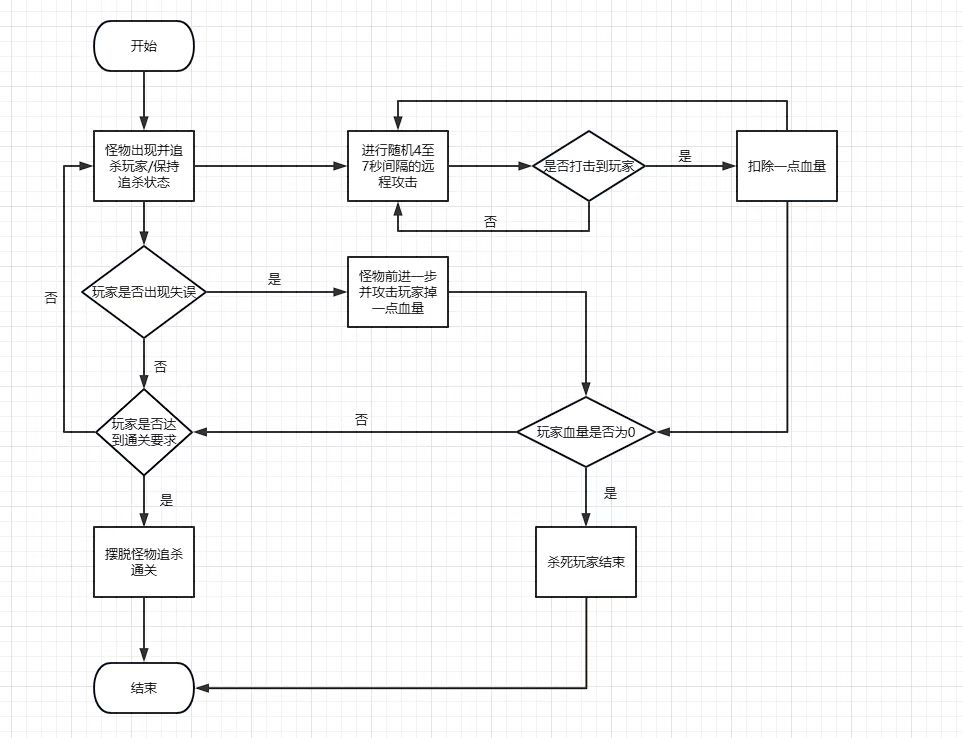 开始
怪物出现并追
杀玩家/保持
追杀状态
进行随机4至
7秒间隔的远
程攻击
是否打击到玩家
是
扣除一点血量
否
玩家是否出现失误
是
怪物前进一步
并攻击玩家掉
一点血量
否
否
玩家是否达
到通关要求
否
玩家血量是否为0
是
是
摆脱怪物追杀
通关
杀死玩家结束
结束